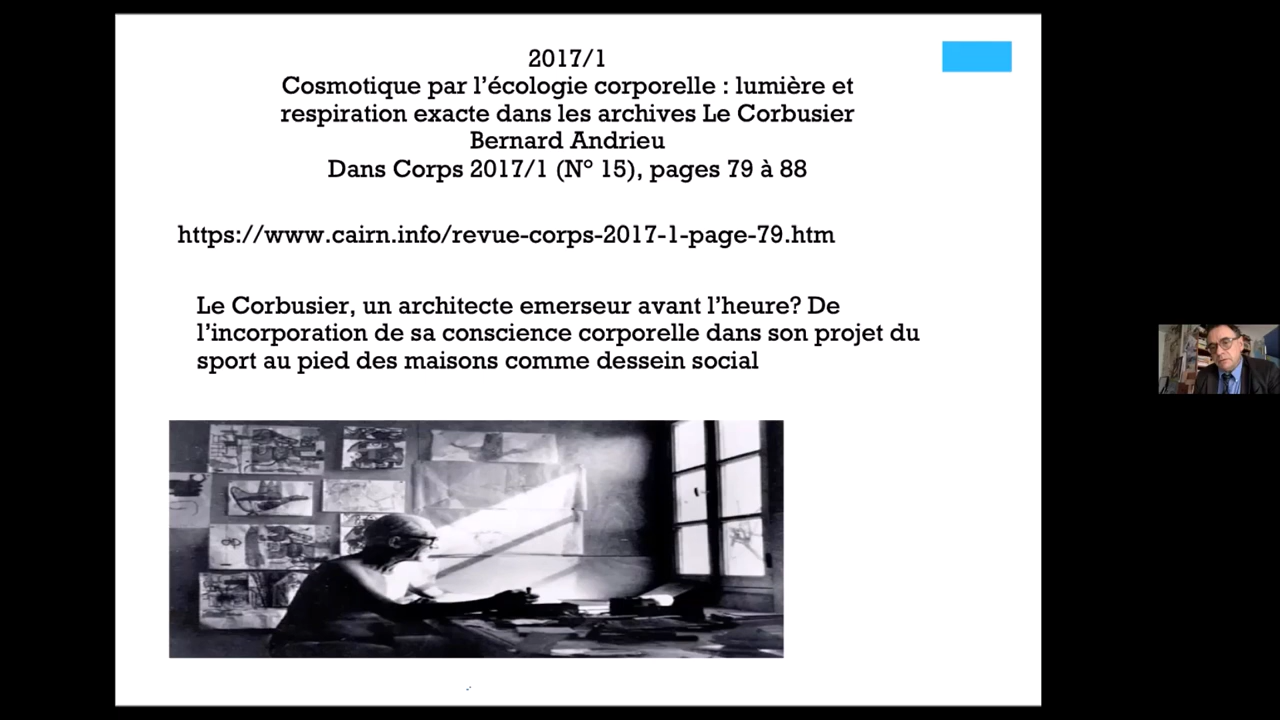 2017/1
Cosmotique par l’écologie corporelle : lumière et
respiration exacte dans les archives Le Corbusier
Bernard Andrieu
Dans Corps 2017/1 (N° 15), pages 79 à 88
https://www.cairn.info/revue-corps-2017-1-page-79.htm
Le Corbusier, un architecte emerseur avant l’heure? De
l’incorporation de sa conscience corporelle dans son projet du
sport au pied des maisons comme dessein social